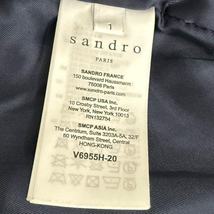 1
sandro
PARIS
SANDRO FRANCE
150 boulevard Haussmann
75008 Paris
www.sandro-paris.com
SMCP USA Inc.
10 Crosby Street, 3rd Floor
New York, New York 10013
RN132754
SMCP ASIA Inc.
The Centrium, Suite 3203A-5A, 32/F
60 Wyndham Street, Central
HONG-KONG
V6955H-20